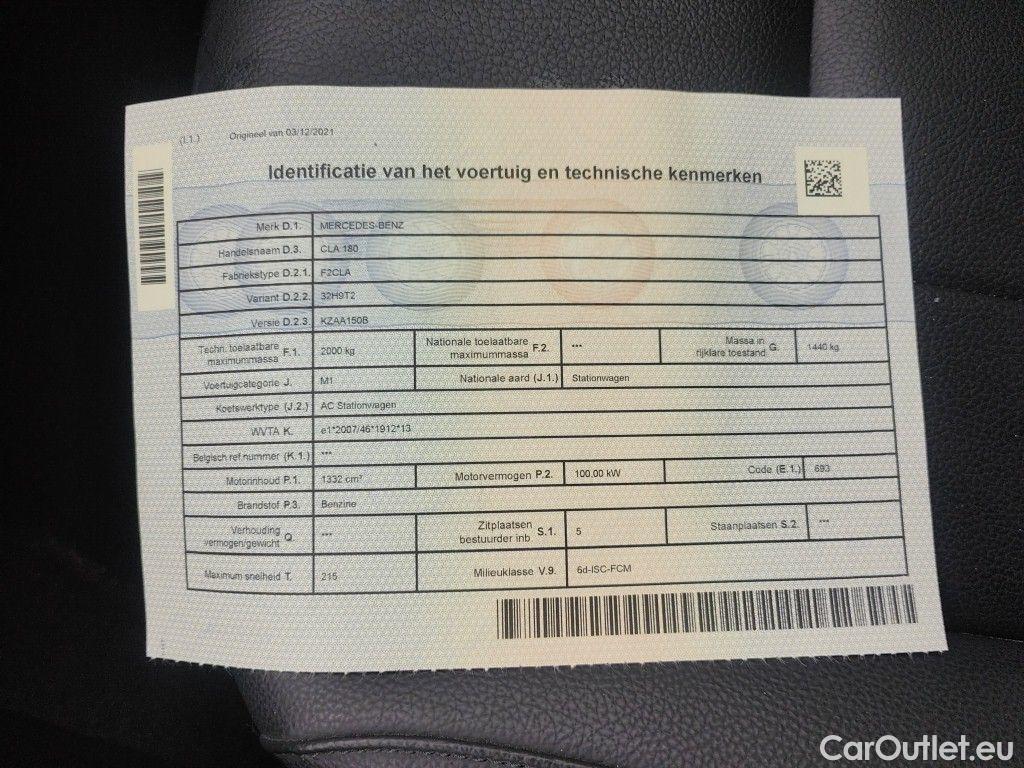 (I.1.) Origineel van 03/12/2021
Identificatie van het voertuig en technische kenmerken
Merk D.1. MERCEDES-BENZ
Handelsnaam D.3. CLA 180
Fabriekstype D.2.1. F2CLA
Variant D.2.2. 32H9T2
Versie D.2.3. KZAA150B
Techn. toelaatbare maximummassa F.1. 2000 kg Nationale toelaatbare maximummassa F.2. *** Massa in rijklare toestand G. 1440 kg
Voertuigcategorie J. M1 Nationale aard (J.1.) Stationwagen
Koetswerktype (J.2.) AC Stationwagen
WVTA K. e1*2007/46*1912*13
Belgisch ref.nummer (K.1.) ***
Motorinhoud P.1. 1332 cm³ Motorvermogen P.2. 100.00 kW Code (E.1.) 693
Brandstof P.3. Benzine
Verhouding vermogen/gewicht Q. *** Zitplaatsen bestuurder inb S.1. 5 Staanplaatsen S.2. ***
Maximum snelheid T. 215 Milieuklasse V.9. 6d-ISC-FCM
CarOutlet.eu